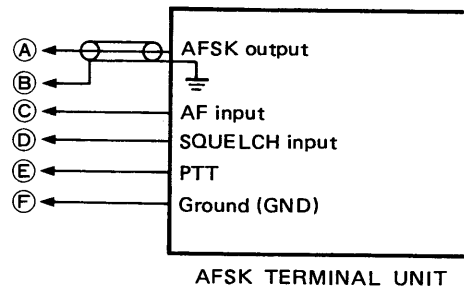 Ⓐ AFSK output
Ⓑ
Ⓒ AF input
Ⓓ SQUELCH input
Ⓔ PTT
Ⓕ Ground (GND)
AFSK TERMINAL UNIT